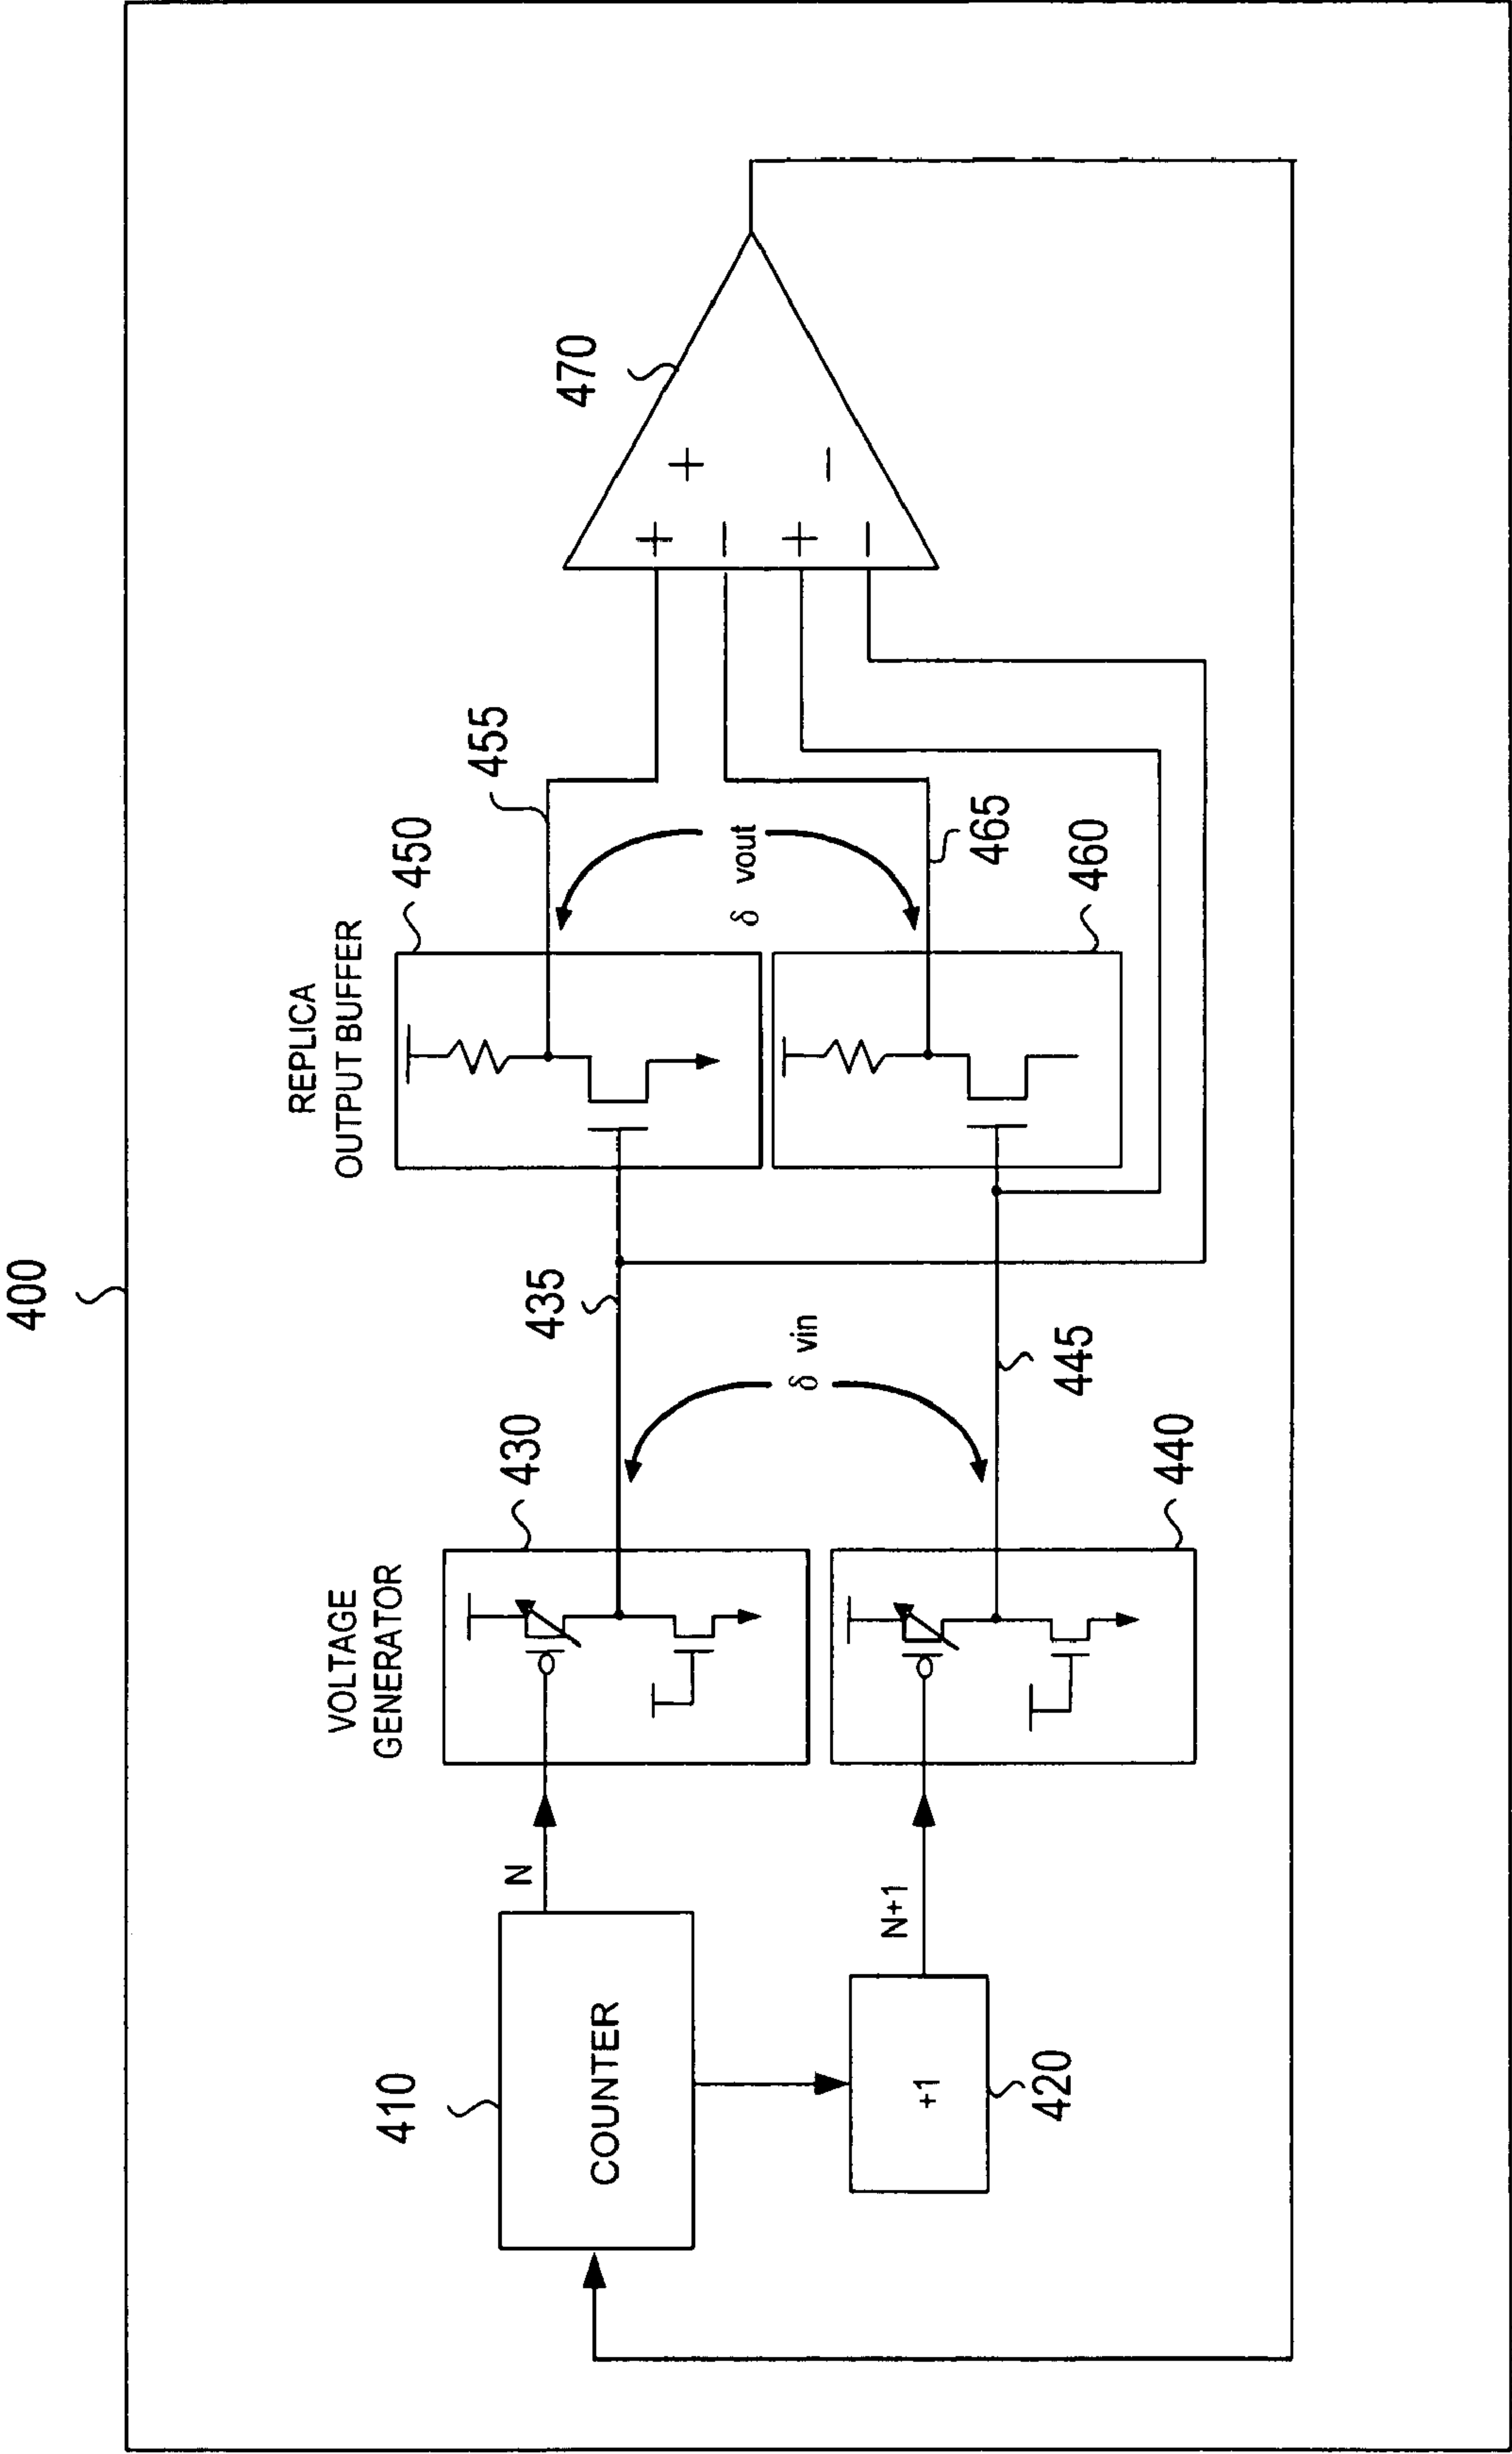 400
VOLTAGE
GENERATOR
REPLICA
OUTPUT BUFFER
410
COUNTER
N
430
435
450
455
470
+
−
+
−
+
−
δ vin
δ vout
+1
420
N+1
440
445
460
465